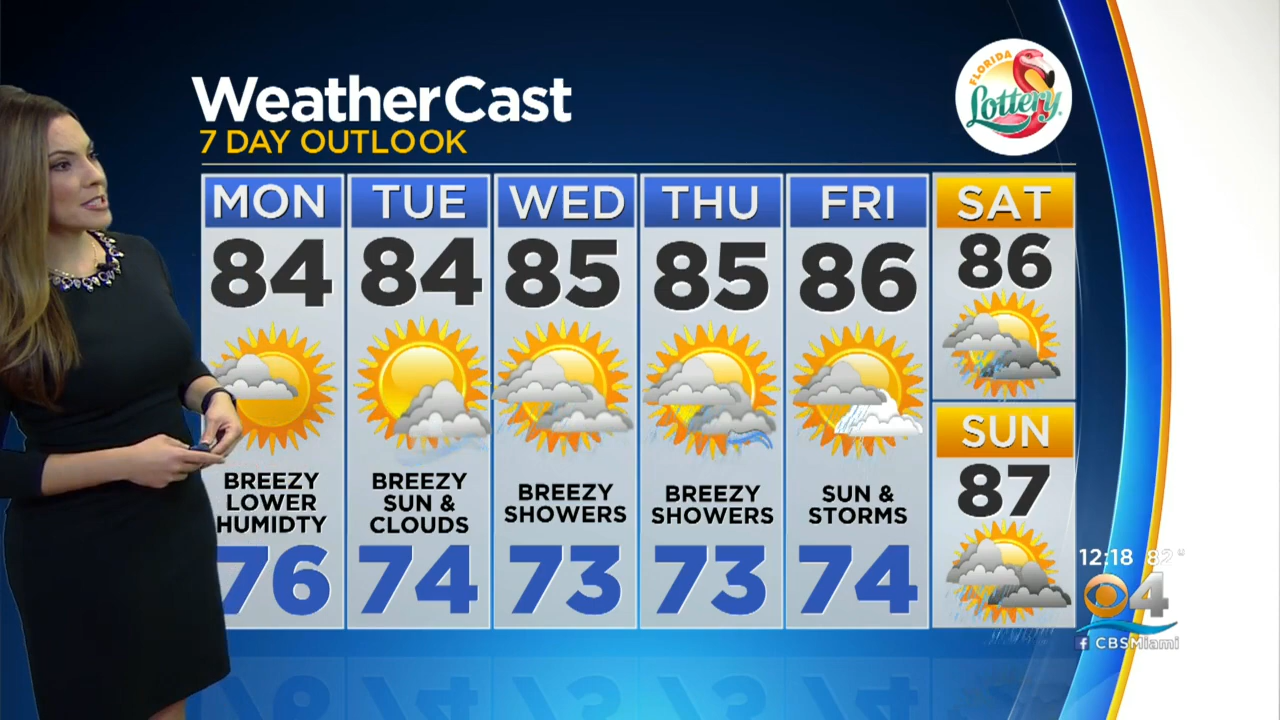 WeatherCast
7 DAY OUTLOOK
FLORIDA
Lottery
MON
84
BREEZY
LOWER
HUMIDTY
76
TUE
84
BREEZY
SUN &
CLOUDS
74
WED
85
BREEZY
SHOWERS
73
THU
85
BREEZY
SHOWERS
73
FRI
86
SUN &
STORMS
74
SAT
86
SUN
87
12:18 82°
4
f CBSMiami